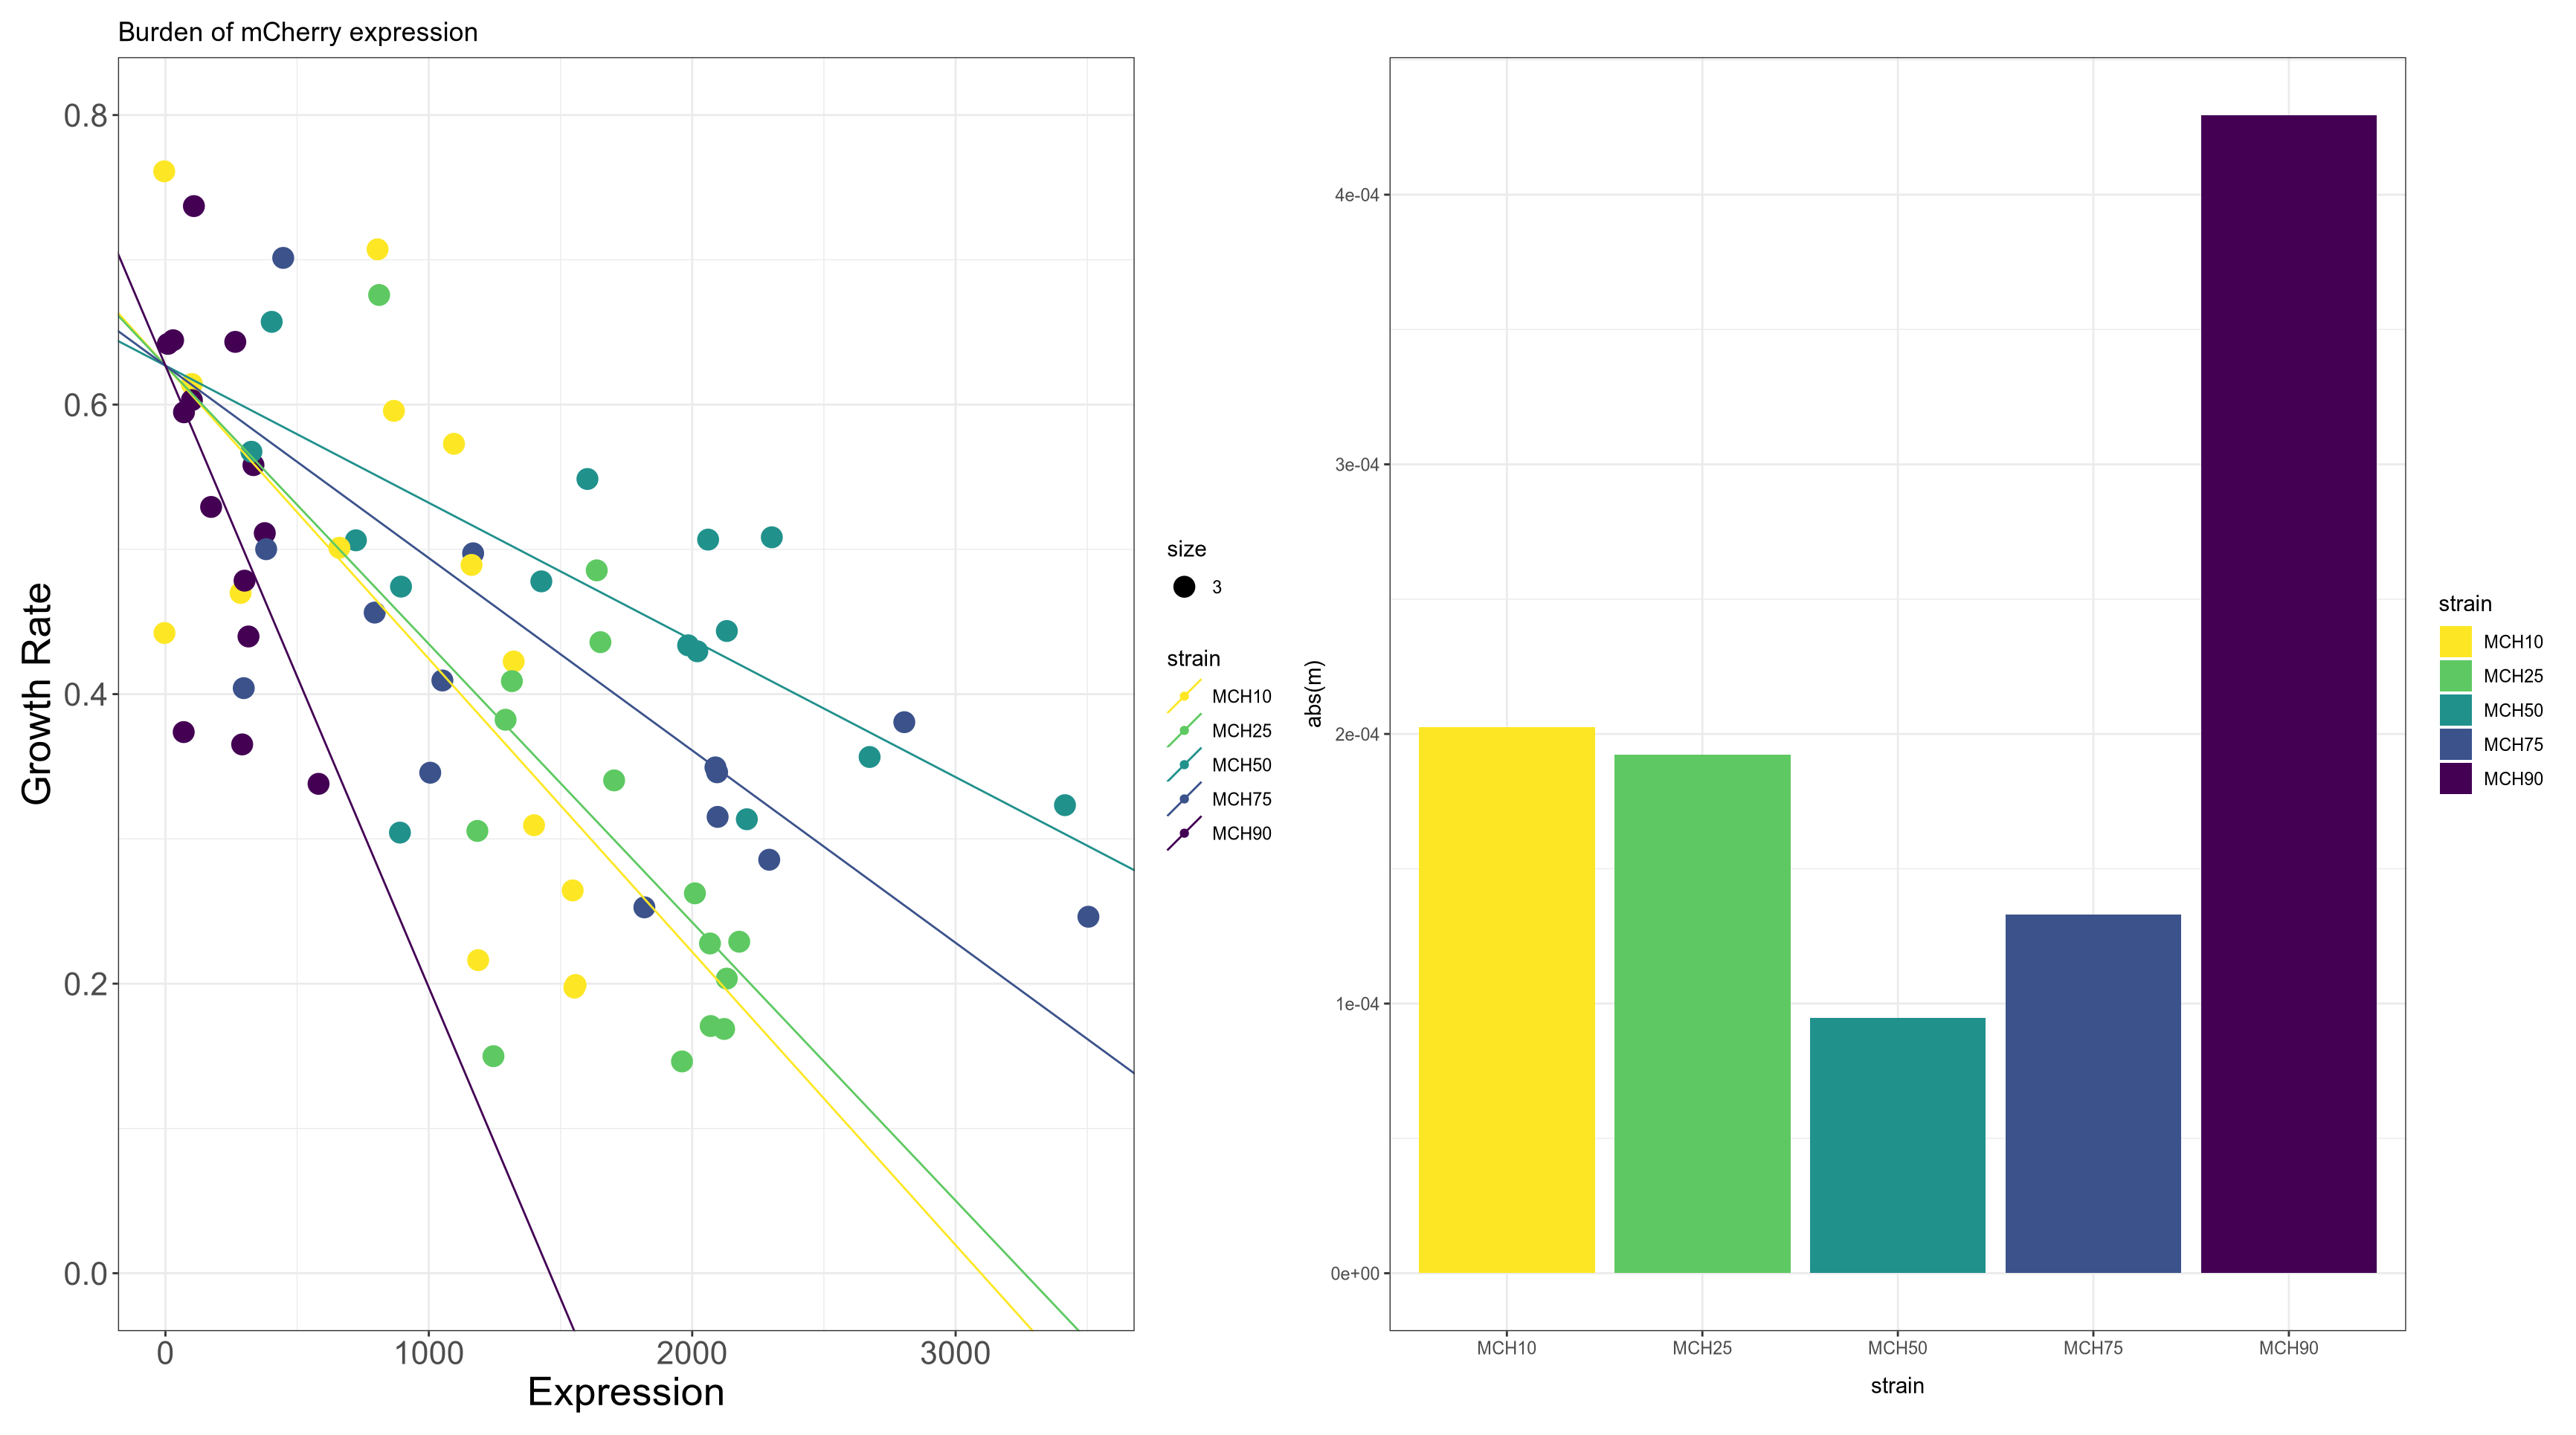 Burden of mCherry expression
Growth Rate
0.8
0.6
0.4
0.2
0.0
0 1000 2000 3000
Expression
size
3
strain
MCH10
MCH25
MCH50
MCH75
MCH90
abs(m)
4e-04
3e-04
2e-04
1e-04
0e+00
MCH10 MCH25 MCH50 MCH75 MCH90
strain
strain
MCH10
MCH25
MCH50
MCH75
MCH90